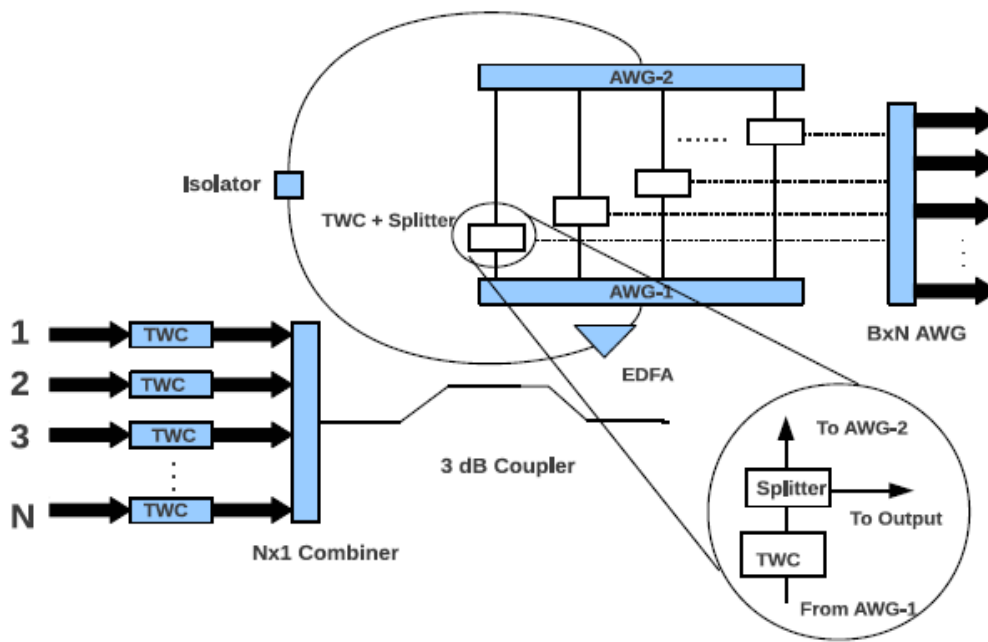 AWG-2
Isolator
TWC + Splitter
AWG-1
BxN AWG
EDFA
1
TWC
2
TWC
3
TWC
N
TWC
3 dB Coupler
Nx1 Combiner
To AWG-2
Splitter
To Output
TWC
From AWG-1